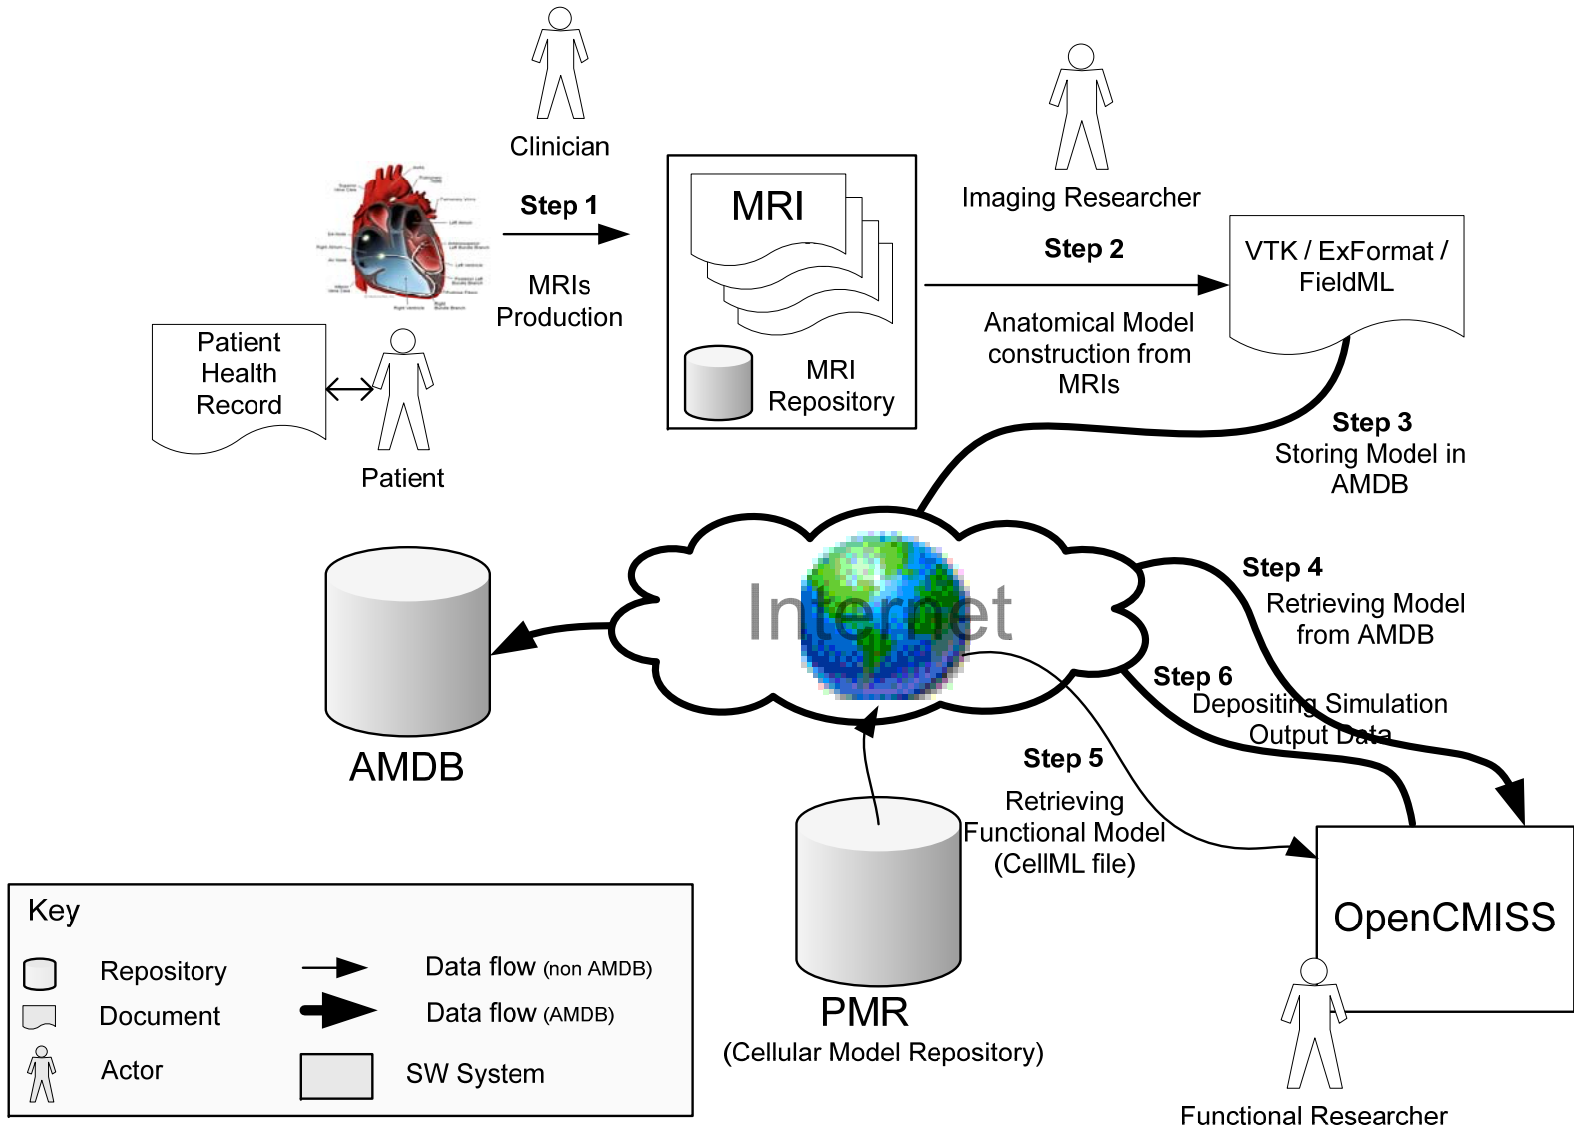 Clinician
Imaging Researcher
Step 1
MRIs
Production
MRI
MRI
Repository
Step 2
Anatomical Model
construction from
MRIs
VTK / ExFormat /
FieldML
Patient
Health
Record
Patient
Step 3
Storing Model in
AMDB
Internet
AMDB
Step 4
Retrieving Model
from AMDB
Step 6
Depositing Simulation
Output Data
Step 5
Retrieving
Functional Model
(CellML file)
PMR
(Cellular Model Repository)
OpenCMISS
Functional Researcher
Key
Repository
Data flow (non AMDB)
Document
Data flow (AMDB)
Actor
SW System